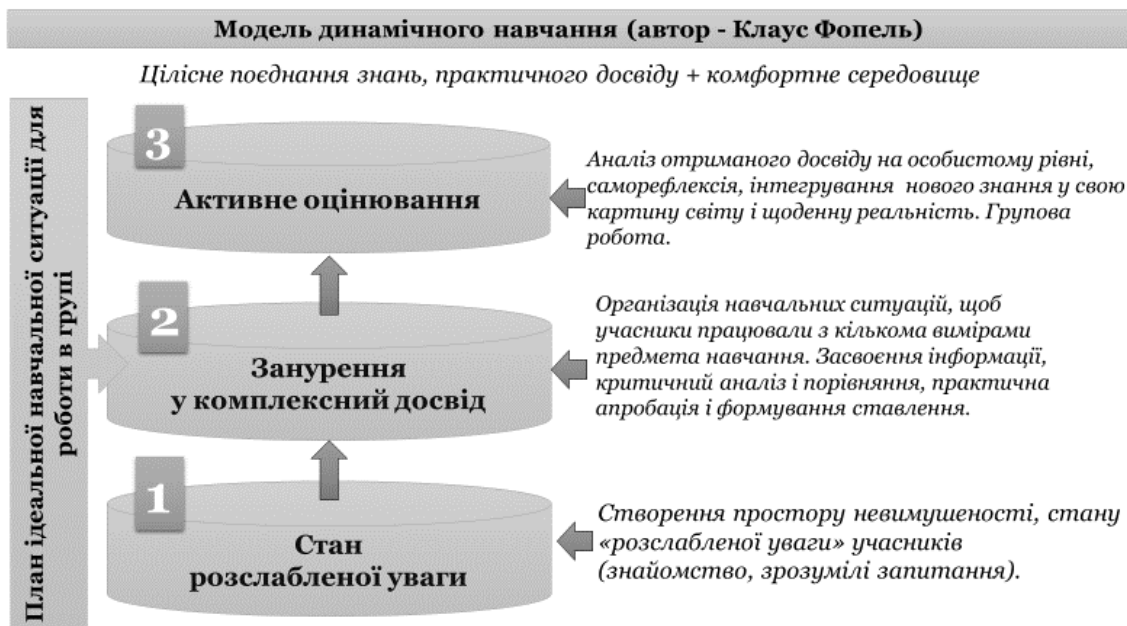 Модель динамічного навчання (автор - Клаус Фопель)
Цілісне поєднання знань, практичного досвіду + комфортне середовище
План ідеальної навчальної ситуації для
роботи в групі
3
Активне оцінювання
Аналіз отриманого досвіду на особистому рівні,
саморефлексія, інтегрування нового знання у свою
картину світу і щоденну реальність. Групова
робота.
2
Занурення
у комплексний досвід
Організація навчальних ситуацій, щоб
учасники працювали з кількома вимірами
предмета навчання. Засвоєння інформації,
критичний аналіз і порівняння, практична
апробація і формування ставлення.
1
Стан
розслабленої уваги
Створення простору невимушеності, стану
«розслабленої уваги» учасників
(знайомство, зрозумілі запитання).